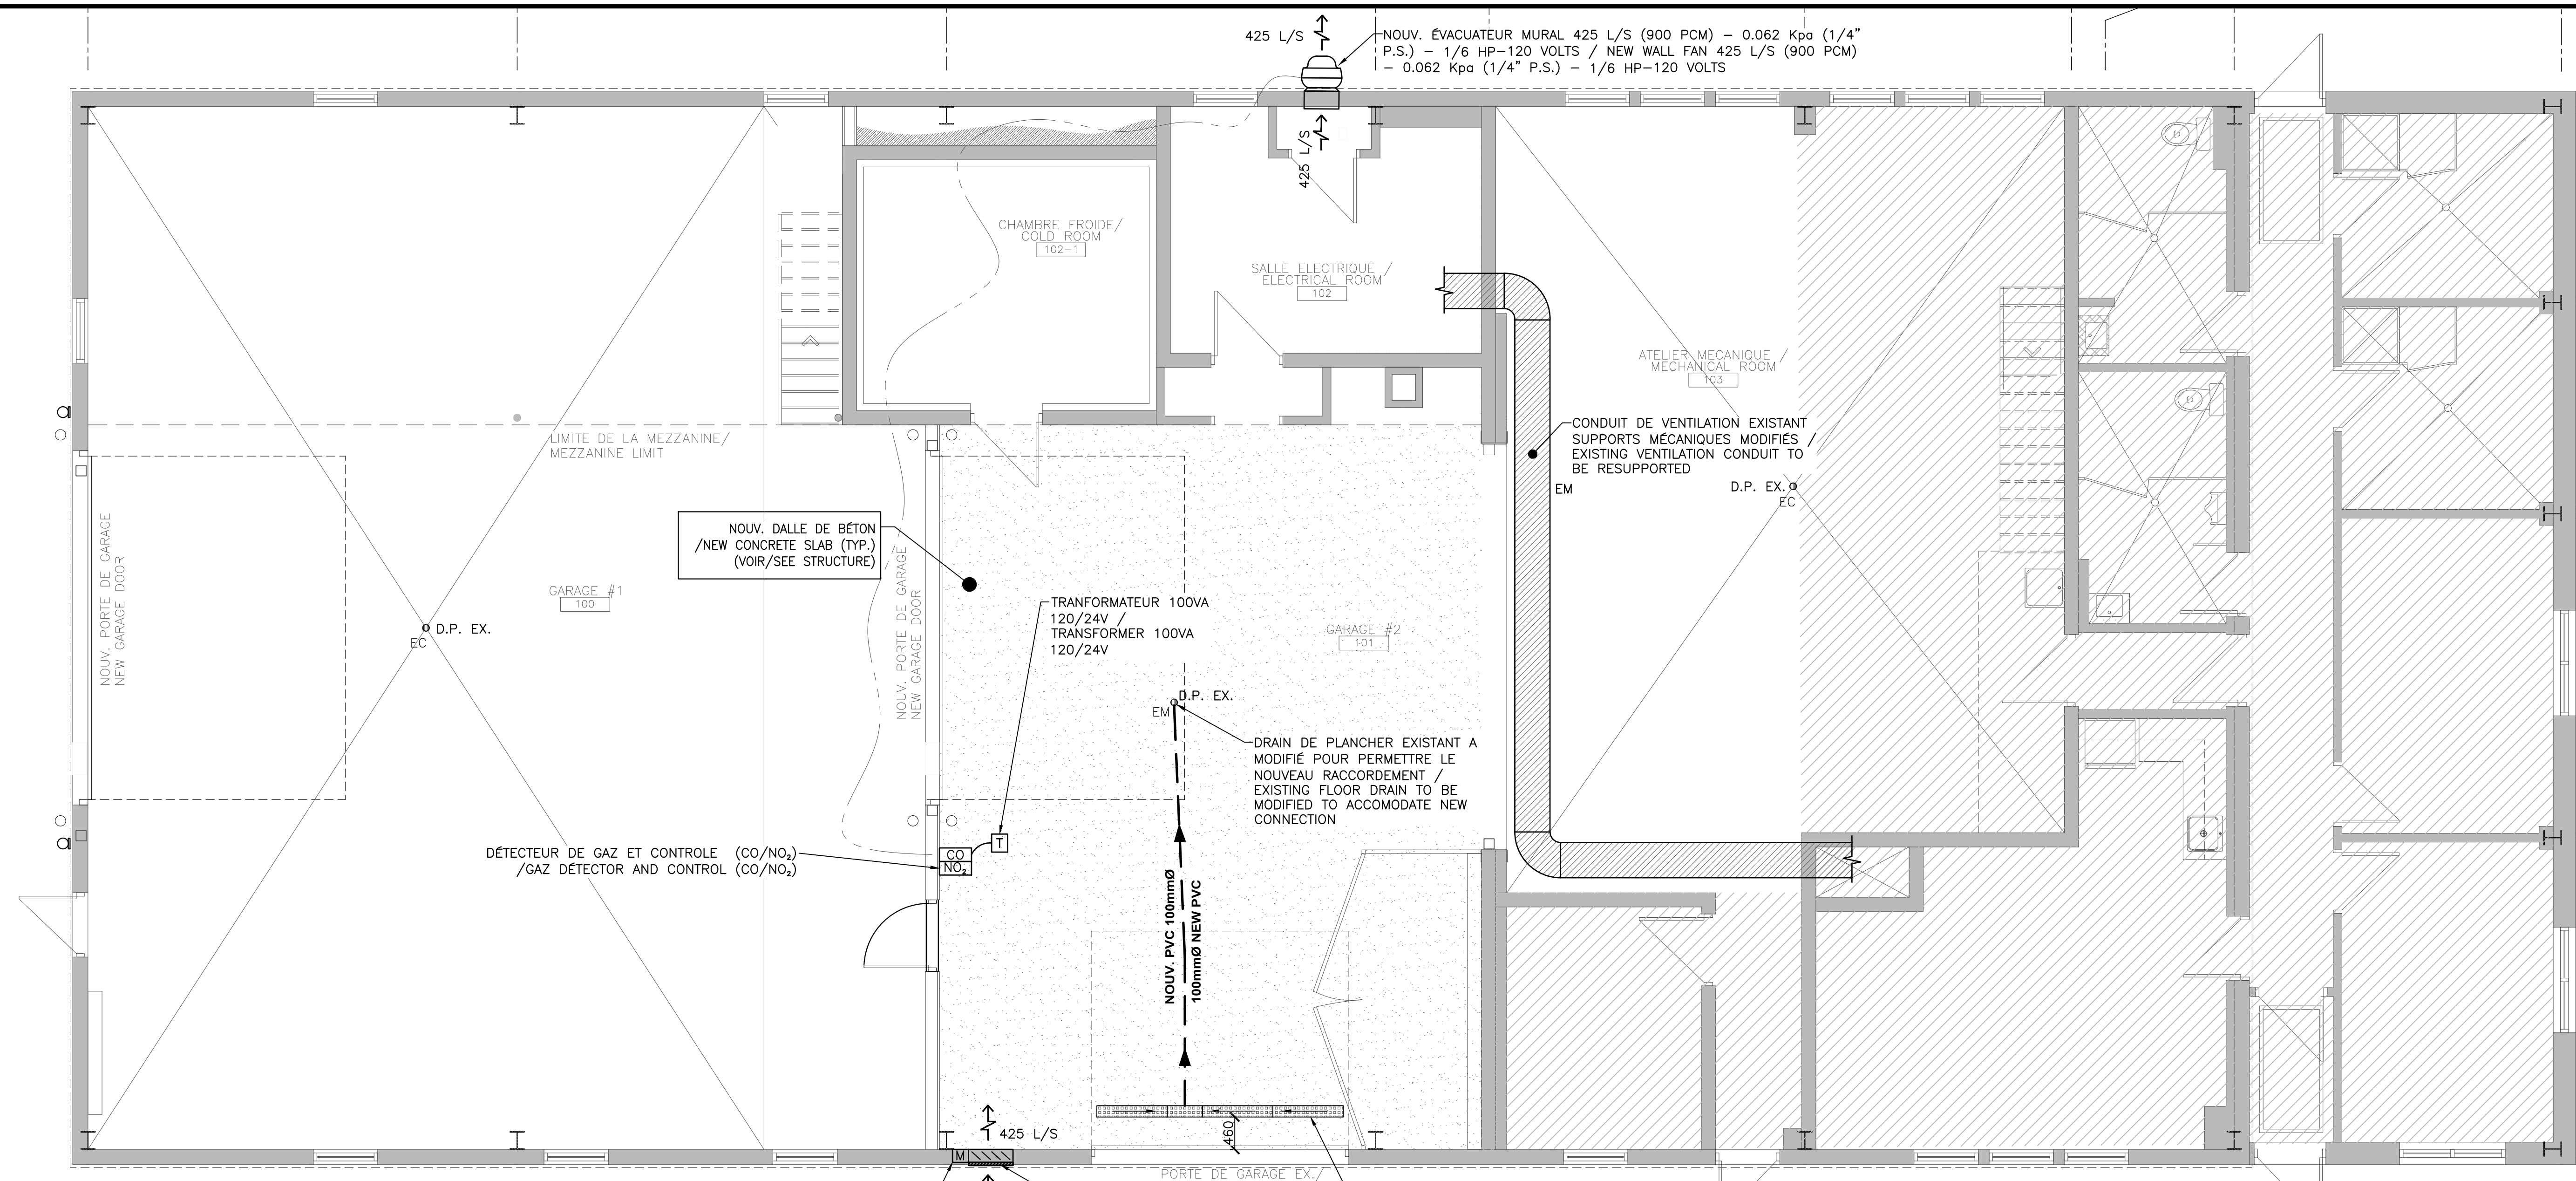 425 L/S
NOUV. ÉVACUATEUR MURAL 425 L/S (900 PCM) – 0.062 Kpa (1/4"
P.S.) – 1/6 HP–120 VOLTS / NEW WALL FAN 425 L/S (900 PCM)
– 0.062 Kpa (1/4" P.S.) – 1/6 HP–120 VOLTS
425 L/S
CHAMBRE FROIDE/
COLD ROOM
102-1
SALLE ELECTRIQUE /
ELECTRICAL ROOM
102
ATELIER MECANIQUE /
MECHANICAL ROOM
103
LIMITE DE LA MEZZANINE/
MEZZANINE LIMIT
CONDUIT DE VENTILATION EXISTANT
SUPPORTS MÉCANIQUES MODIFIÉS /
EXISTING VENTILATION CONDUIT TO
BE RESUPPORTED
EM
D.P. EX.
EC
NOUV. PORTE DE GARAGE
NEW GARAGE DOOR
NOUV. DALLE DE BÉTON
/NEW CONCRETE SLAB (TYP.)
(VOIR/SEE STRUCTURE)
NOUV. PORTE DE GARAGE
NEW GARAGE DOOR
GARAGE #1
100
D.P. EX.
EC
TRANFORMATEUR 100VA
120/24V /
TRANSFORMER 100VA
120/24V
GARAGE #2
101
D.P. EX.
EM
DRAIN DE PLANCHER EXISTANT A
MODIFIÉ POUR PERMETTRE LE
NOUVEAU RACCORDEMENT /
EXISTING FLOOR DRAIN TO BE
MODIFIED TO ACCOMODATE NEW
CONNECTION
T
CO
NO₂
DÉTECTEUR DE GAZ ET CONTROLE (CO/NO₂)
/GAZ DÉTECTOR AND CONTROL (CO/NO₂)
NOUV. PVC 100mmØ
100mmØ NEW PVC
460
425 L/S
M
PORTE DE GARAGE EX./